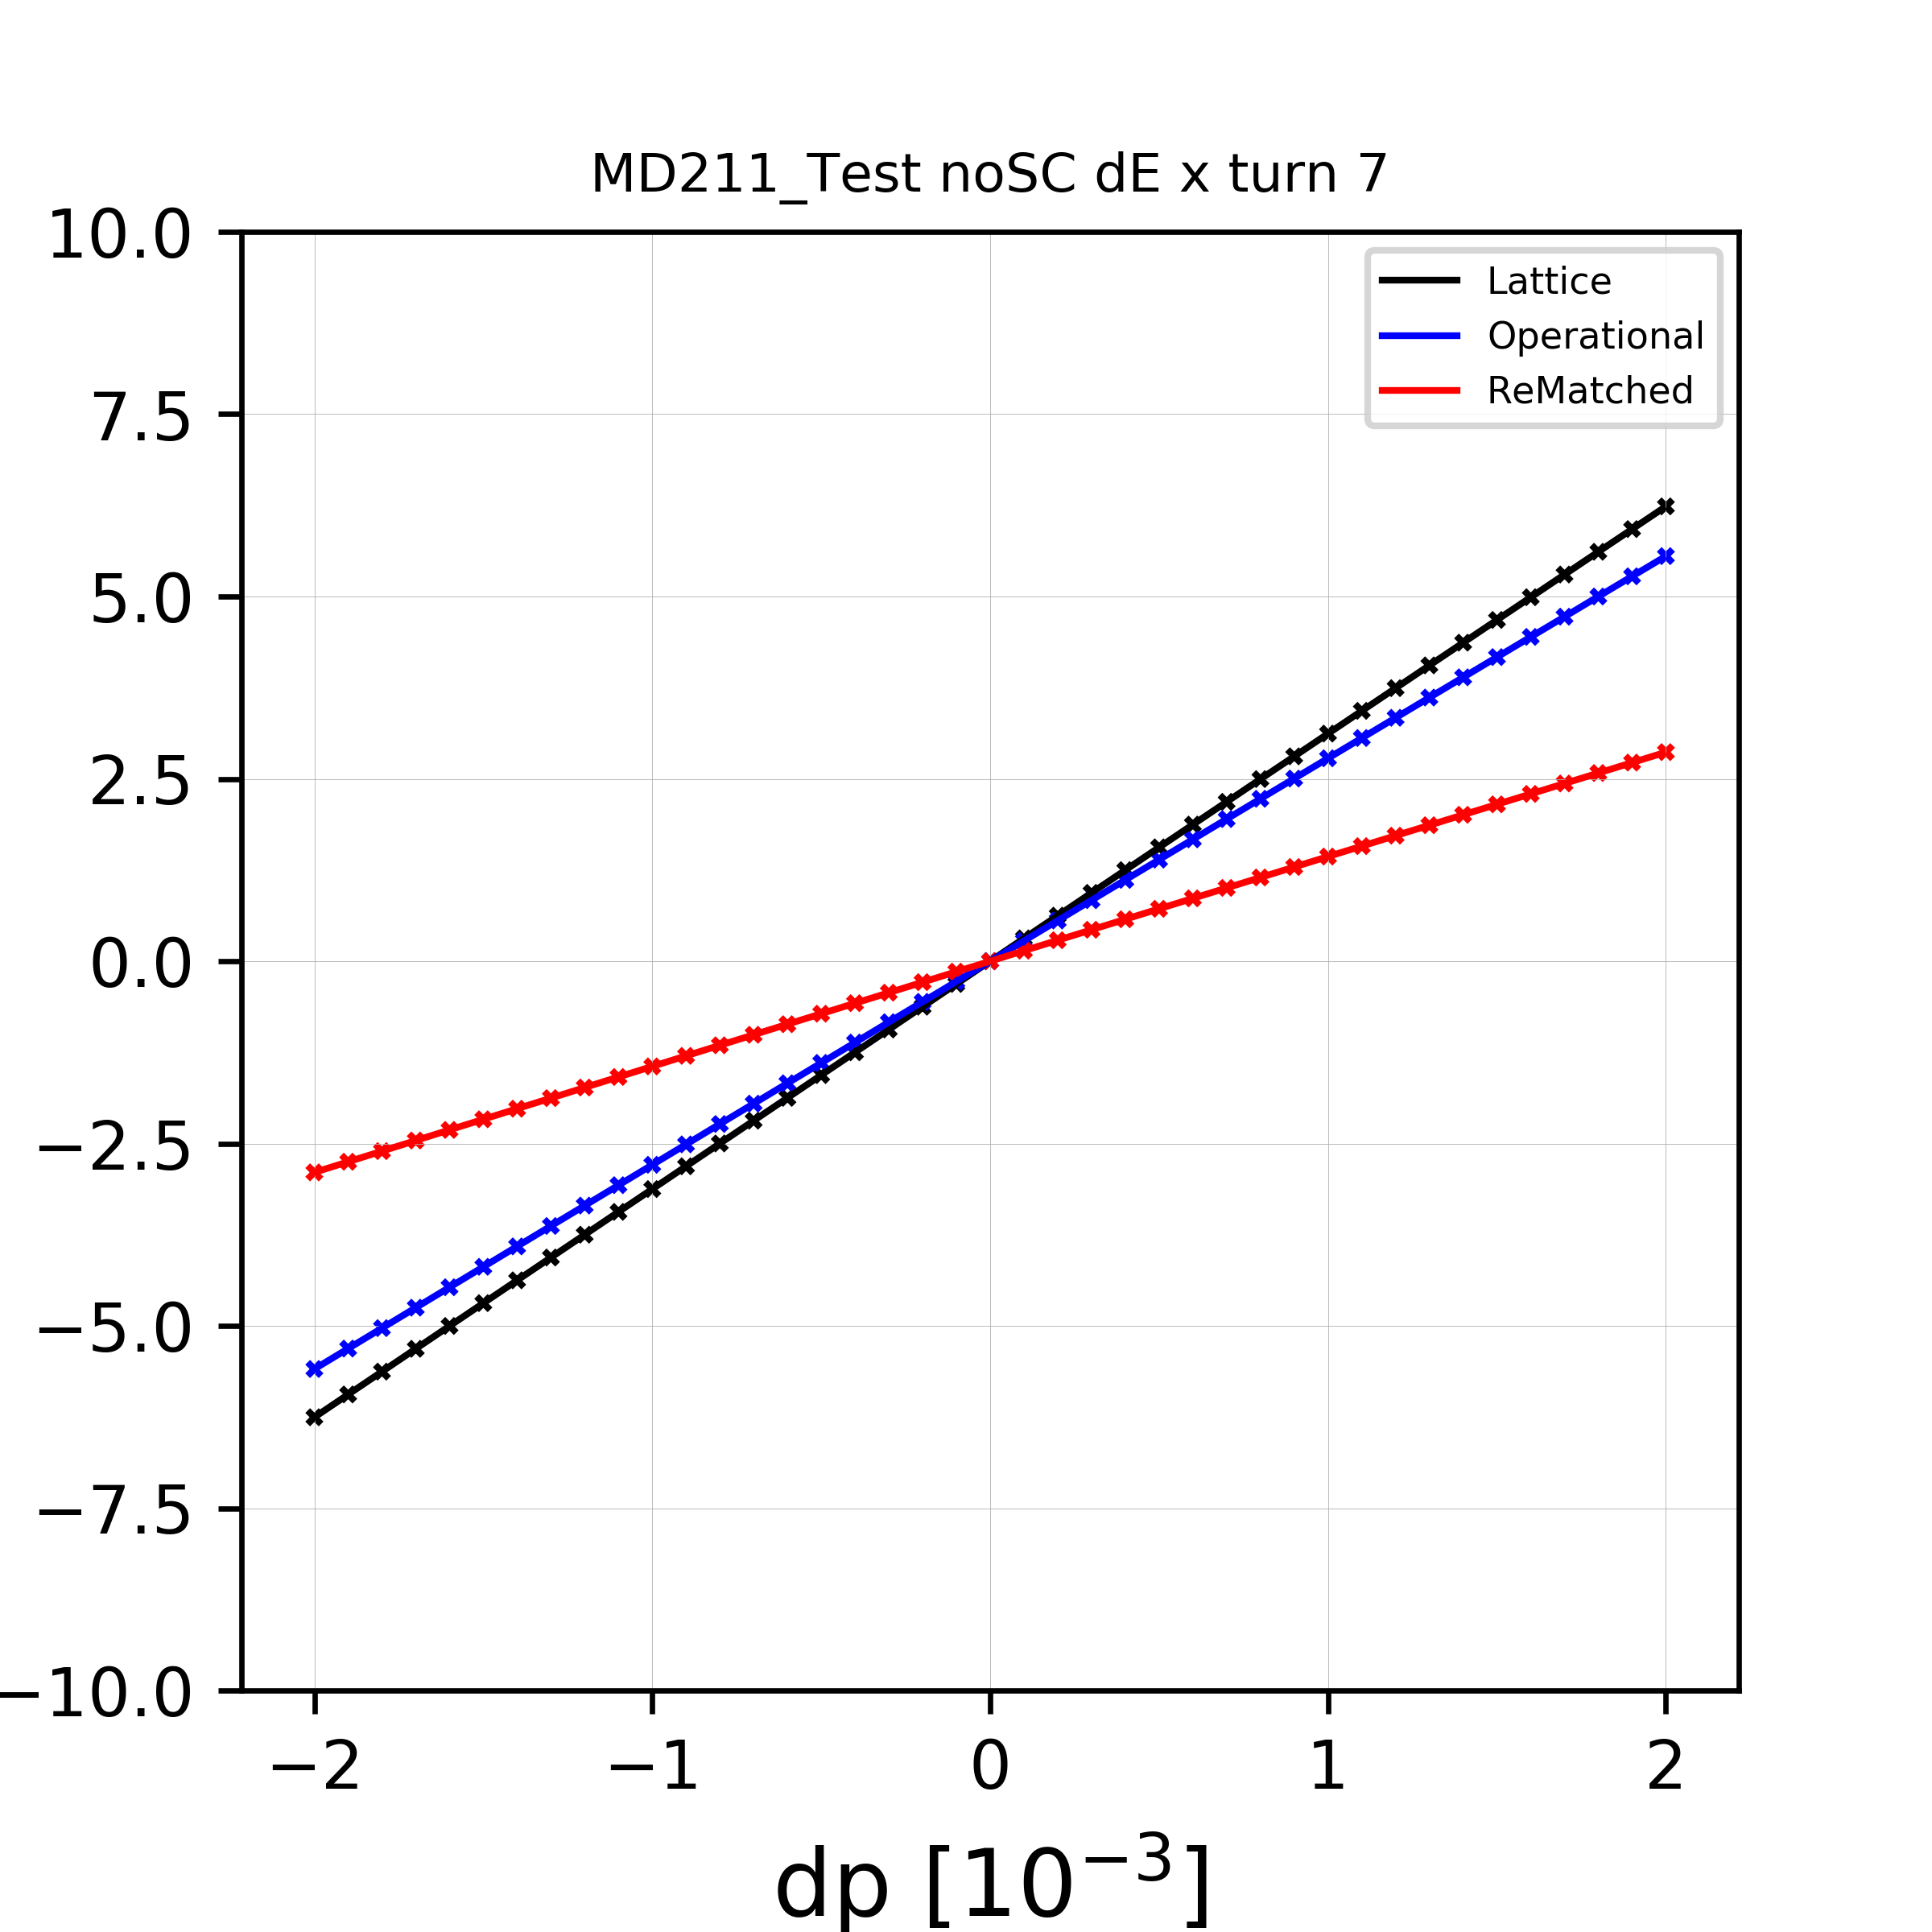 MD211_Test noSC dE x turn 7
10.0
7.5
5.0
2.5
0.0
−2.5
−5.0
−7.5
−10.0
Lattice
Operational
ReMatched
−2 −1 0 1 2
dp [10⁻³]